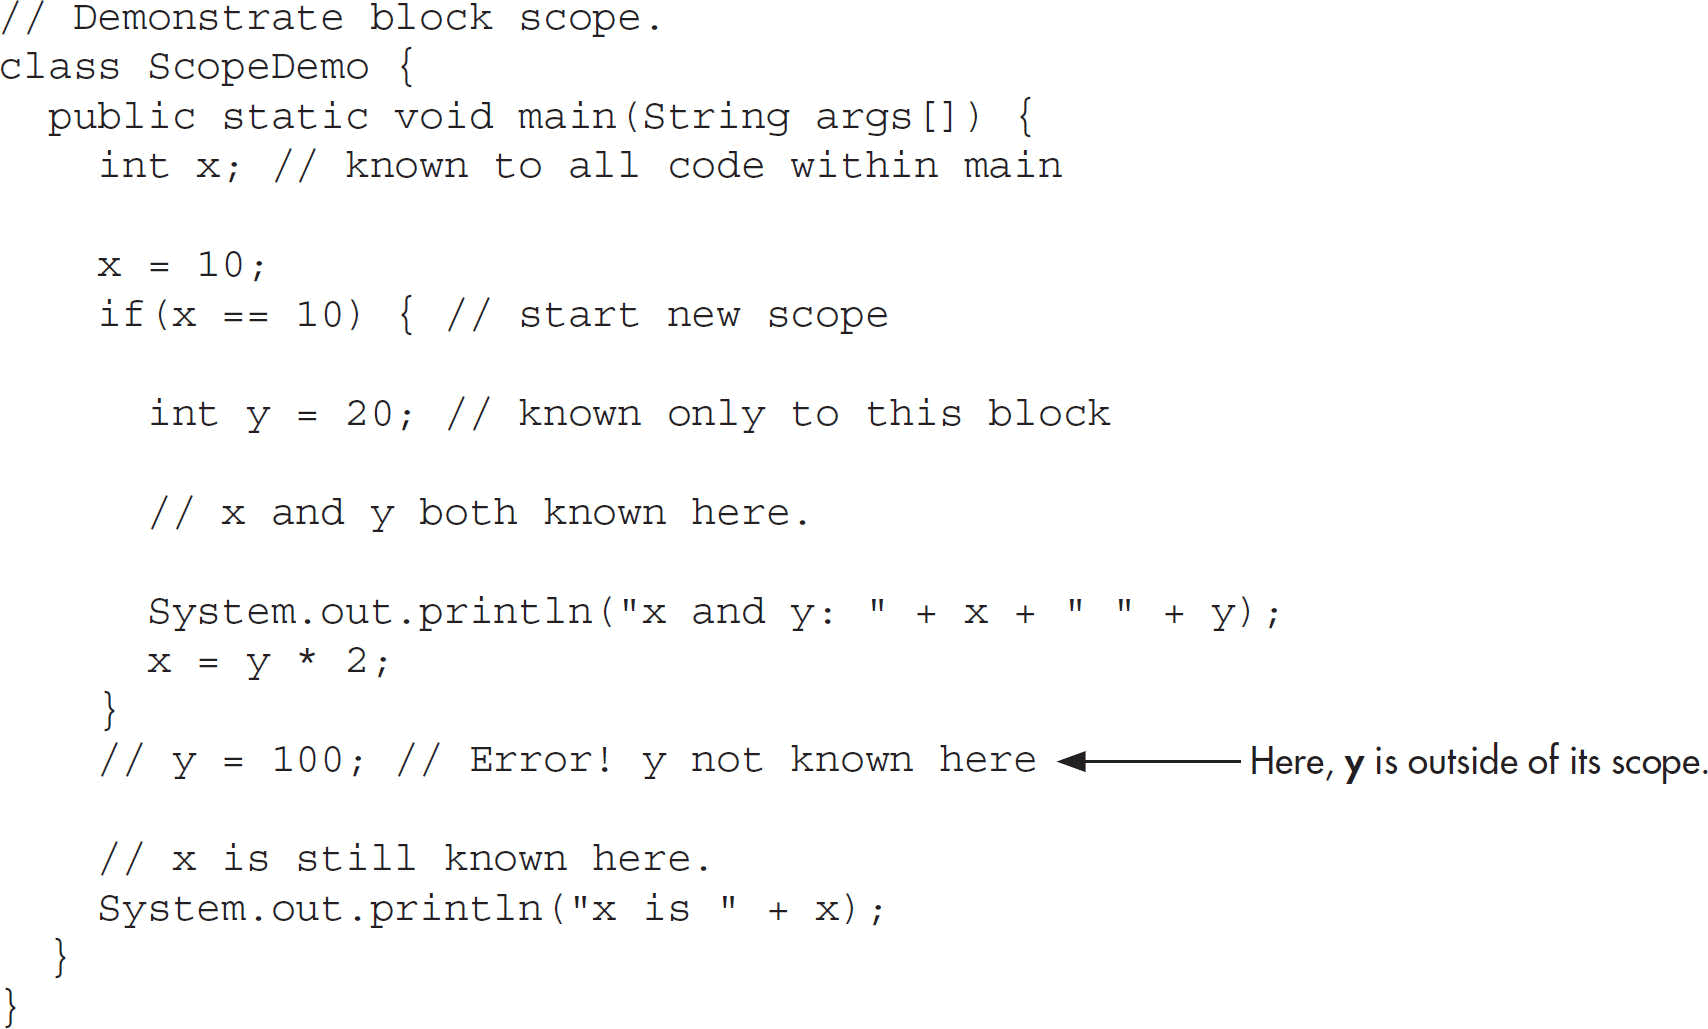 // Demonstrate block scope.
class ScopeDemo {
  public static void main(String args[]) {
    int x; // known to all code within main

    x = 10;
    if(x == 10) { // start new scope

      int y = 20; // known only to this block

      // x and y both known here.

      System.out.println("x and y: " + x + " " + y);
      x = y * 2;
    }
    // y = 100; // Error! y not known here Here, y is outside of its scope.

    // x is still known here.
    System.out.println("x is " + x);
  }
}